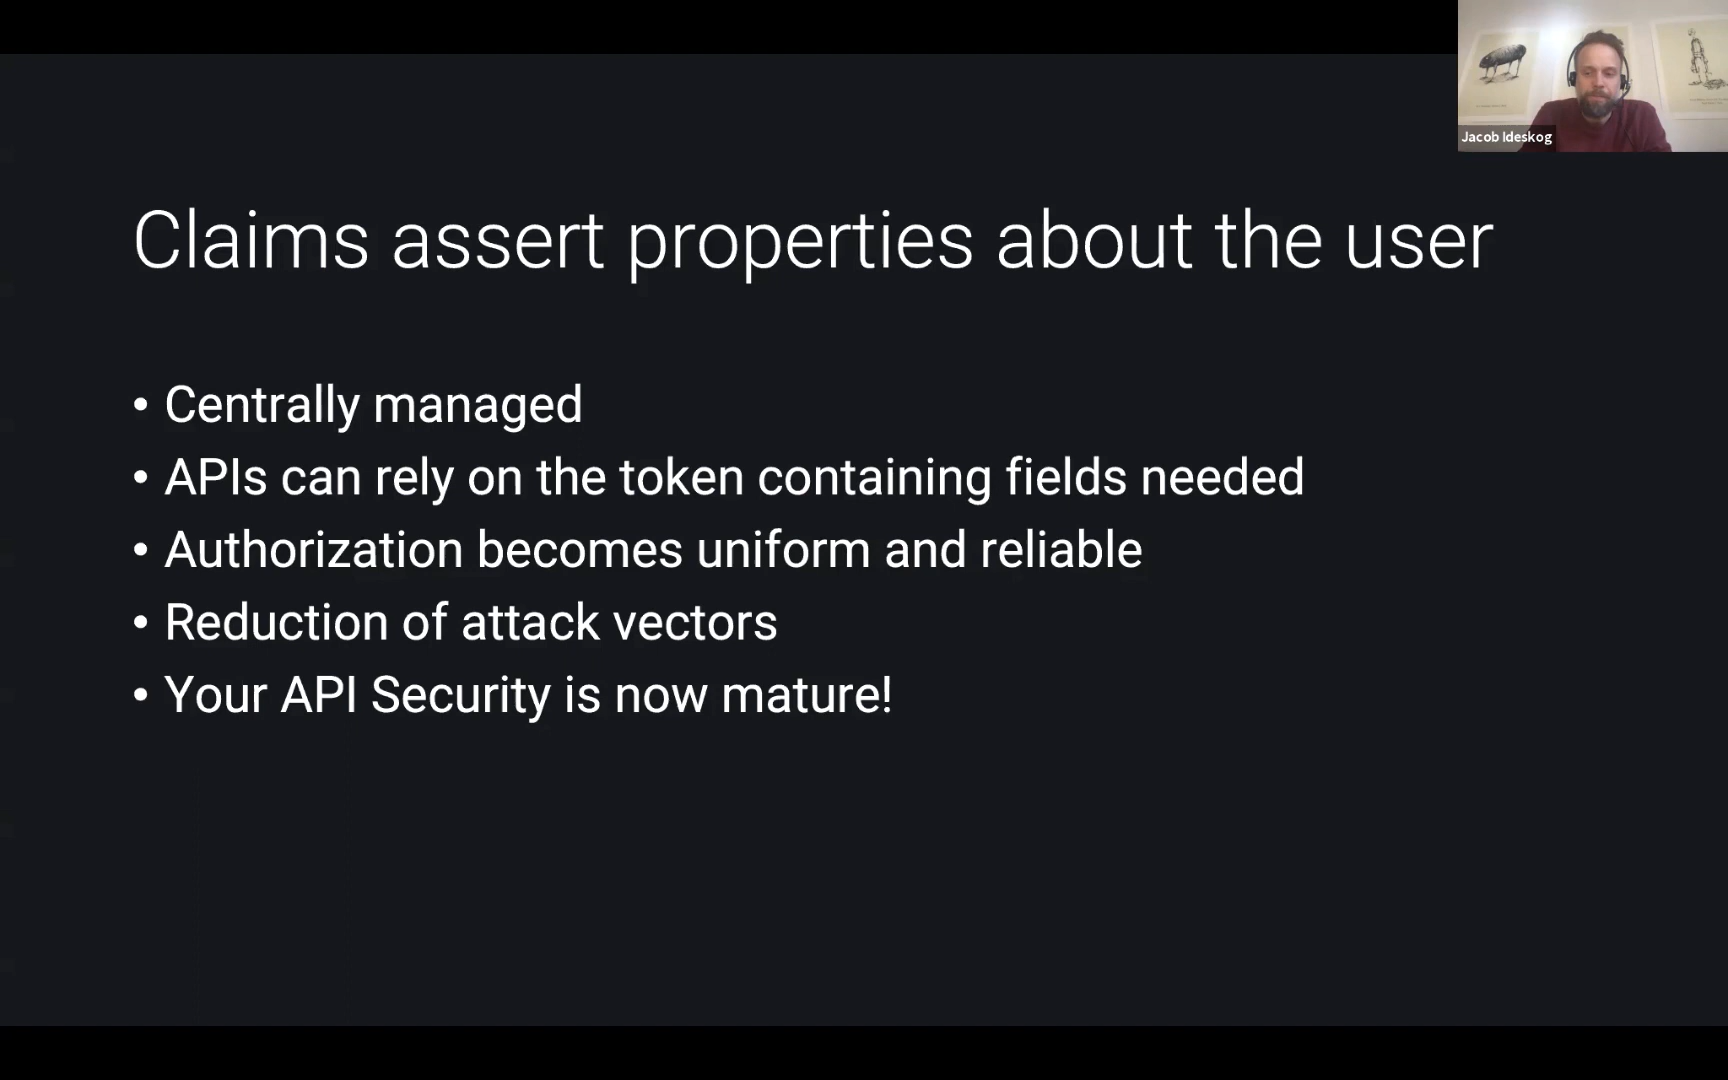 Jacob Ideskog
Claims assert properties about the user
• Centrally managed
• APIs can rely on the token containing fields needed
• Authorization becomes uniform and reliable
• Reduction of attack vectors
• Your API Security is now mature!